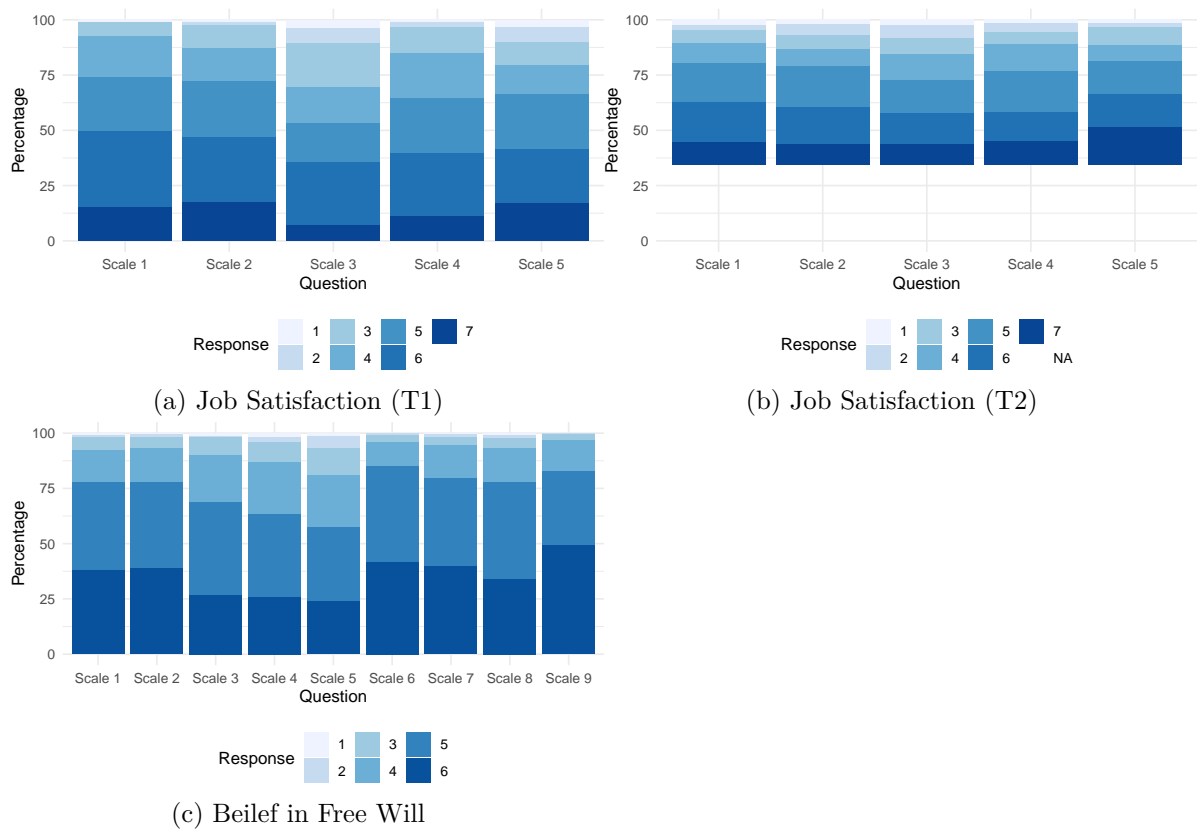 100
75
50
25
0
Percentage
Scale 1 Scale 2 Scale 3 Scale 4 Scale 5
Question
Response 1 3 5 7
2 4 6
(a) Job Satisfaction (T1)
100
75
50
25
0
Percentage
Scale 1 Scale 2 Scale 3 Scale 4 Scale 5
Question
Response 1 3 5 7
2 4 6 NA
(b) Job Satisfaction (T2)
100
75
50
25
0
Percentage
Scale 1 Scale 2 Scale 3 Scale 4 Scale 5 Scale 6 Scale 7 Scale 8 Scale 9
Question
Response 1 3 5
2 4 6
(c) Beilef in Free Will